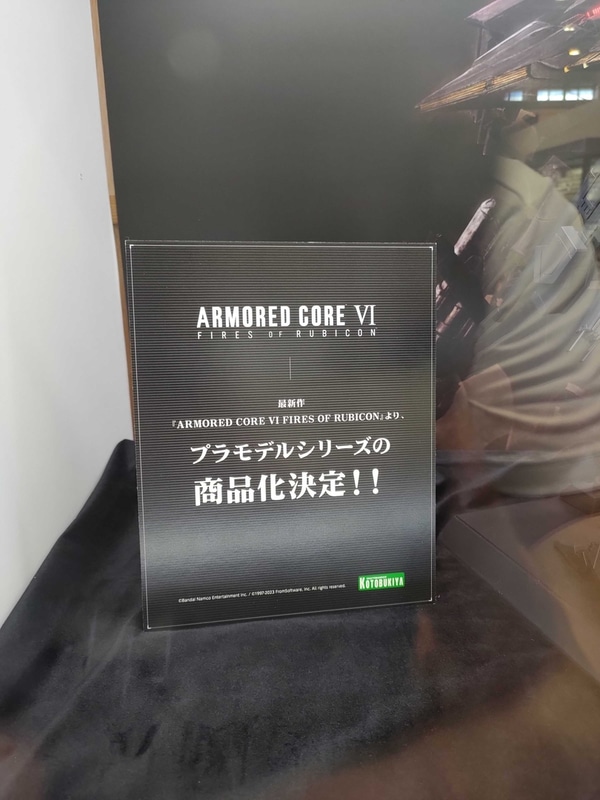 ARMORED CORE VI
FIRES OF RUBICON
最新作
『ARMORED CORE VI FIRES OF RUBICON』より、
プラモデルシリーズの
商品化決定!!
KOTOBUKIYA
©Bandai Namco Entertainment Inc. / ©1997-2023 FromSoftware, Inc. All rights reserved.